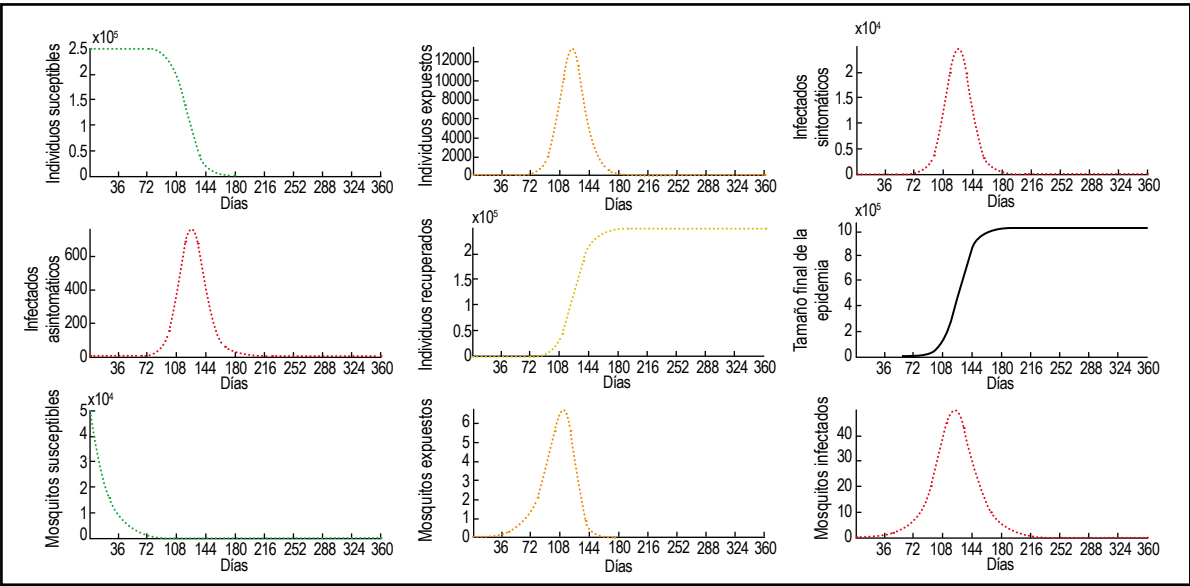 x10⁵
Individuos suceptibles
2.5
2
1.5
1
0.5
0
36 72 108 144 180 216 252 288 324 360
Días
Individuos expuestos
12000
10000
8000
6000
4000
2000
0
36 72 108 144 180 216 252 288 324 360
Días
x10⁴
Infectados
sintomáticos
2
1.5
1
0.5
0
36 72 108 144 180 216 252 288 324 360
Días
Infectados
asintomáticos
600
400
200
0
36 72 108 144 180 216 252 288 324 360
Días
x10⁵
Individuos recuperados
2
1.5
1
0.5
0
36 72 108 144 180 216 252 288 324 360
Días
x10⁵
Tamaño final de la
epidemia
10
8
6
4
2
0
36 72 108 144 180 216 252 288 324 360
Días
x10⁴
Mosquitos susceptibles
5
4
3
2
1
0
36 72 108 144 180 216 252 288 324 360
Días
Mosquitos expuestos
6
5
4
3
2
1
0
36 72 108 144 180 216 252 288 324 360
Días
Mosquitos infectados
40
30
20
10
0
36 72 108 144 180 216 252 288 324 360
Días